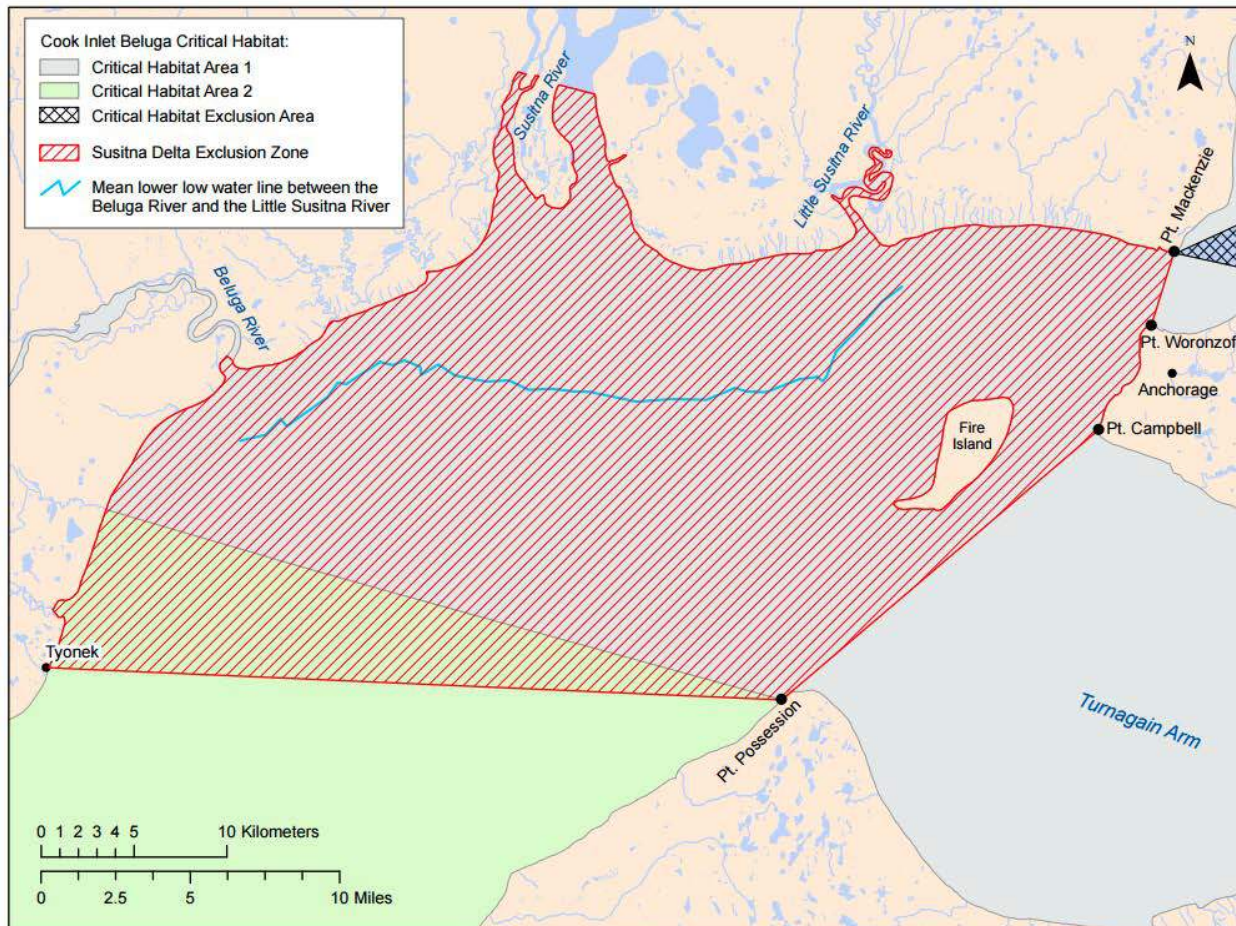 Cook Inlet Beluga Critical Habitat:
Critical Habitat Area 1
Critical Habitat Area 2
Critical Habitat Exclusion Area
Susitna Delta Exclusion Zone
Mean lower low water line between the
Beluga River and the Little Susitna River
Susitna River
Little Susitna River
N
Pt. Mackenzie
Beluga River
Pt. Woronzof
Anchorage
Pt. Campbell
Fire
Island
Tyonek
Pt. Possession
Turnagain Arm
0 1 2 3 4 5 10 Kilometers
0 2.5 5 10 Miles